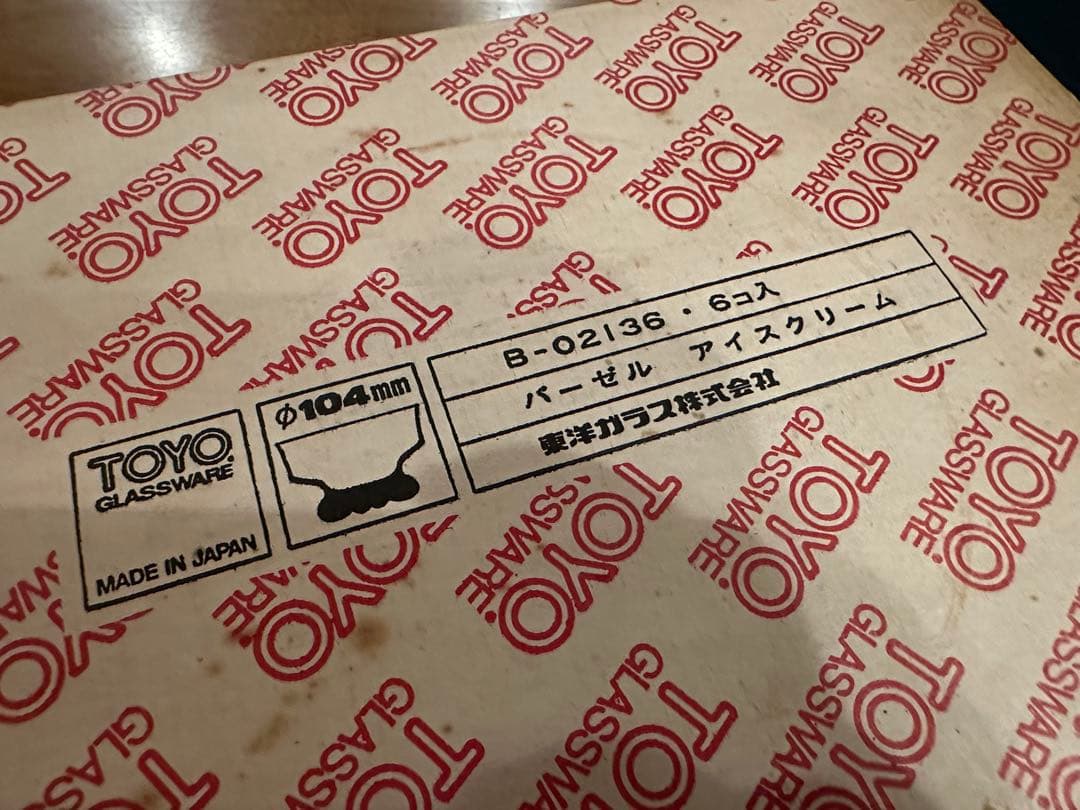 TOYO.
GLASSWARE
MADE IN JAPAN
φ104mm
B-02136・6コ入
バーゼル アイスクリーム
東洋ガラス株式会社
TOYO.
GLASSWARE